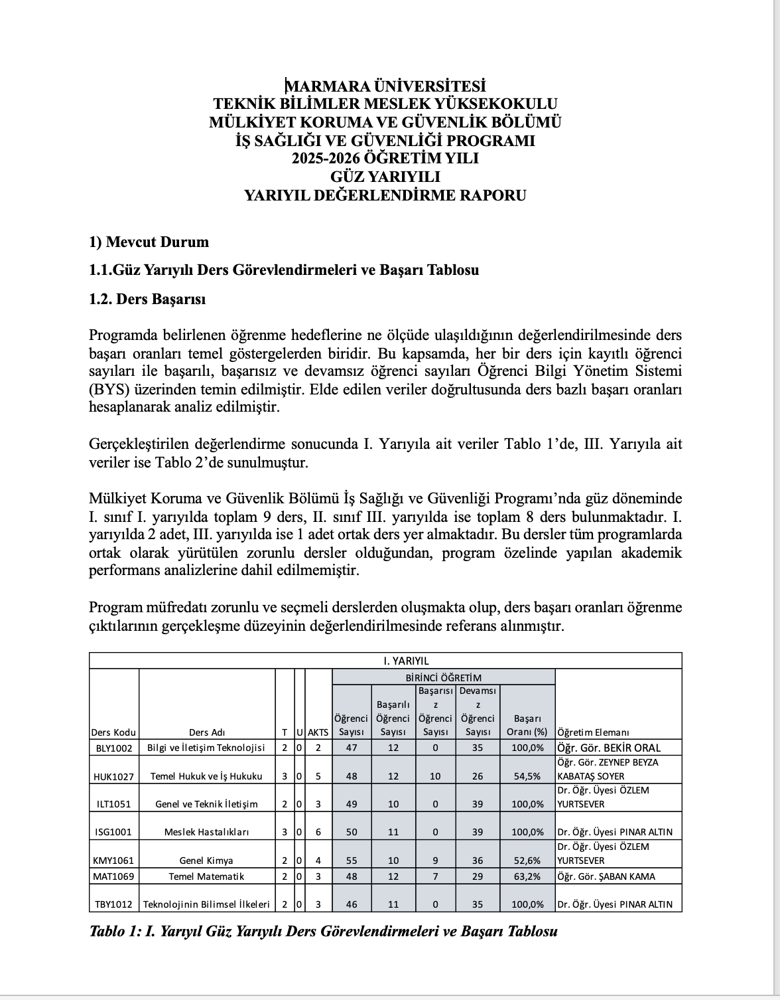 MARMARA ÜNİVERSİTESİ
TEKNİK BİLİMLER MESLEK YÜKSEKOKULU
MÜLKİYET KORUMA VE GÜVENLİK BÖLÜMÜ
İŞ SAĞLIĞI VE GÜVENLİĞİ PROGRAMI
2025-2026 ÖĞRETİM YILI
GÜZ YARIYILI
YARIYIL DEĞERLENDİRME RAPORU
1) Mevcut Durum
1.1.Güz Yarıyılı Ders Görevlendirmeleri ve Başarı Tablosu
1.2. Ders Başarısı
Programda belirlenen öğrenme hedeflerine ne ölçüde ulaşıldığının değerlendirilmesinde ders
başarı oranları temel göstergelerden biridir. Bu kapsamda, her bir ders için kayıtlı öğrenci
sayıları ile başarılı, başarısız ve devamsız öğrenci sayıları Öğrenci Bilgi Yönetim Sistemi
(BYS) üzerinden temin edilmiştir. Elde edilen veriler doğrultusunda ders bazlı başarı oranları
hesaplanarak analiz edilmiştir.
Gerçekleştirilen değerlendirme sonucunda I. Yarıyıla ait veriler Tablo 1’de, III. Yarıyıla ait
veriler ise Tablo 2’de sunulmuştur.
Mülkiyet Koruma ve Güvenlik Bölümü İş Sağlığı ve Güvenliği Programı’nda güz döneminde
I. sınıf I. yarıyılda toplam 9 ders, II. sınıf III. yarıyılda ise toplam 8 ders bulunmaktadır. I.
yarıyılda 2 adet, III. yarıyılda ise 1 adet ortak ders yer almaktadır. Bu dersler tüm programlarda
ortak olarak yürütülen zorunlu dersler olduğundan, program özelinde yapılan akademik
performans analizlerine dahil edilmemiştir.
Program müfredatı zorunlu ve seçmeli derslerden oluşmakta olup, ders başarı oranları öğrenme
çıktılarının gerçekleşme düzeyinin değerlendirilmesinde referans alınmıştır.
I. YARIYIL
BİRİNCİ ÖĞRETİM
Başarısı Devamsı
Başarılı z z
Öğrenci Öğrenci Öğrenci Öğrenci Başarı
Ders Kodu Ders Adı T U AKTS Sayısı Sayısı Sayısı Sayısı Oranı (%) Öğretim Elemanı
BLY1002 Bilgi ve İletişim Teknolojisi 2 0 2 47 12 0 35 100,0% Öğr. Gör. BEKİR ORAL
Öğr. Gör. ZEYNEP BEYZA
HUK1027 Temel Hukuk ve İş Hukuku 3 0 5 48 12 10 26 54,5% KABATAŞ SOYER
Dr. Öğr. Üyesi ÖZLEM
ILT1051 Genel ve Teknik İletişim 2 0 3 49 10 0 39 100,0% YURTSEVER
ISG1001 Meslek Hastalıkları 3 0 6 50 11 0 39 100,0% Dr. Öğr. Üyesi PINAR ALTIN
Dr. Öğr. Üyesi ÖZLEM
KMY1061 Genel Kimya 2 0 4 55 10 9 36 52,6% YURTSEVER
MAT1069 Temel Matematik 2 0 3 48 12 7 29 63,2% Öğr. Gör. ŞABAN KAMA
TBY1012 Teknolojinin Bilimsel İlkeleri 2 0 3 46 11 0 35 100,0% Dr. Öğr. Üyesi PINAR ALTIN
Tablo 1: I. Yarıyıl Güz Yarıyılı Ders Görevlendirmeleri ve Başarı Tablosu